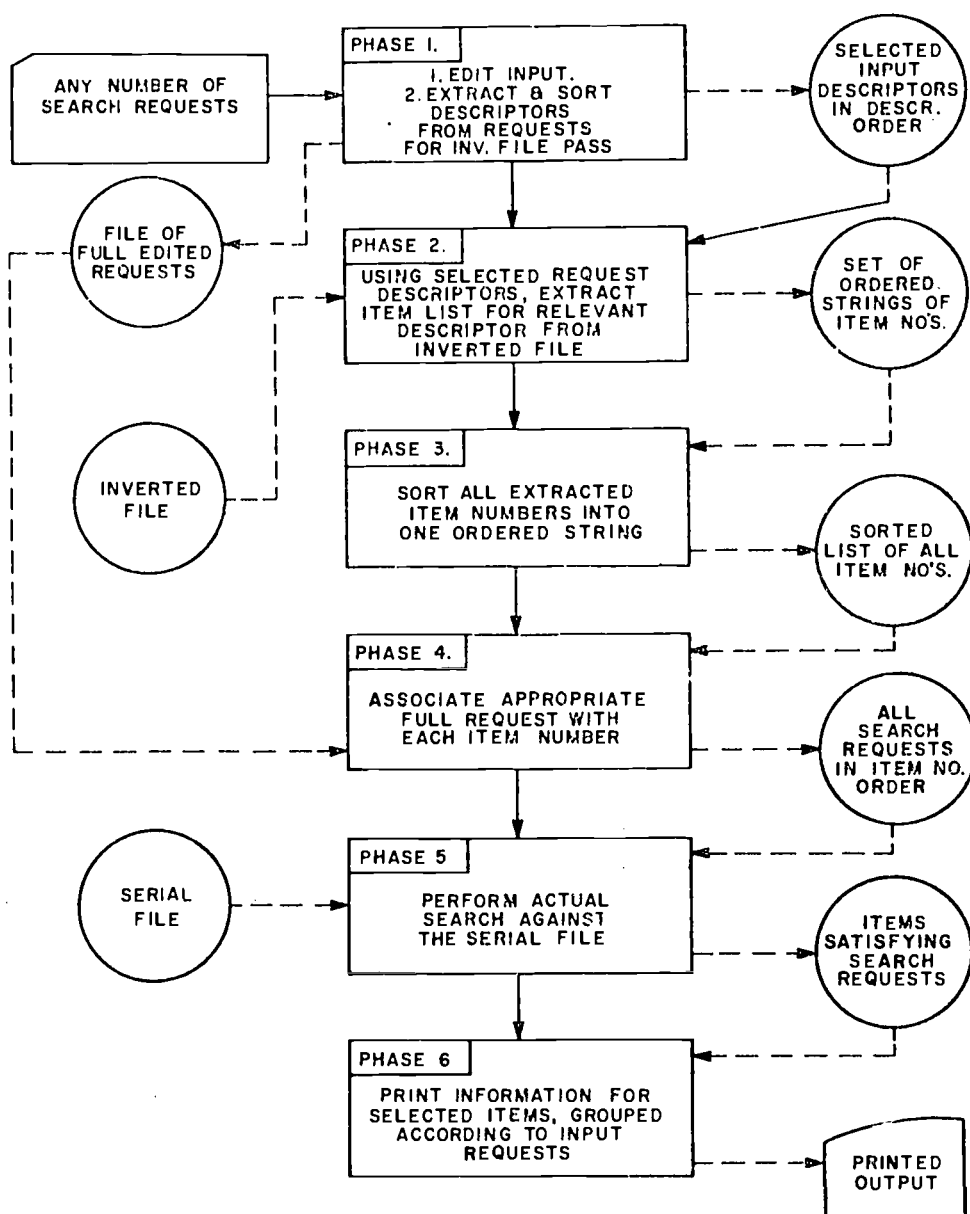 ANY NUMBER OF
SEARCH REQUESTS
PHASE 1.
1. EDIT INPUT.
2. EXTRACT & SORT
DESCRIPTORS
FROM REQUESTS
FOR INV. FILE PASS
SELECTED
INPUT
DESCRIPTORS
IN DESCR.
ORDER
FILE OF
FULL EDITED
REQUESTS
PHASE 2.
USING SELECTED REQUEST
DESCRIPTORS, EXTRACT
ITEM LIST FOR RELEVANT
DESCRIPTOR FROM
INVERTED FILE
SET OF
ORDERED.
STRINGS OF
ITEM NO'S.
INVERTED
FILE
PHASE 3.
SORT ALL EXTRACTED
ITEM NUMBERS INTO
ONE ORDERED STRING
SORTED
LIST OF ALL
ITEM NO'S.
PHASE 4.
ASSOCIATE APPROPRIATE
FULL REQUEST WITH
EACH ITEM NUMBER
ALL
SEARCH
REQUESTS
IN ITEM NO.
ORDER
SERIAL
FILE
PHASE 5
PERFORM ACTUAL
SEARCH AGAINST
THE SERIAL FILE
ITEMS
SATISFYING
SEARCH
REQUESTS
PHASE 6
PRINT INFORMATION FOR
SELECTED ITEMS, GROUPED
ACCORDING TO INPUT
REQUESTS
PRINTED
OUTPUT